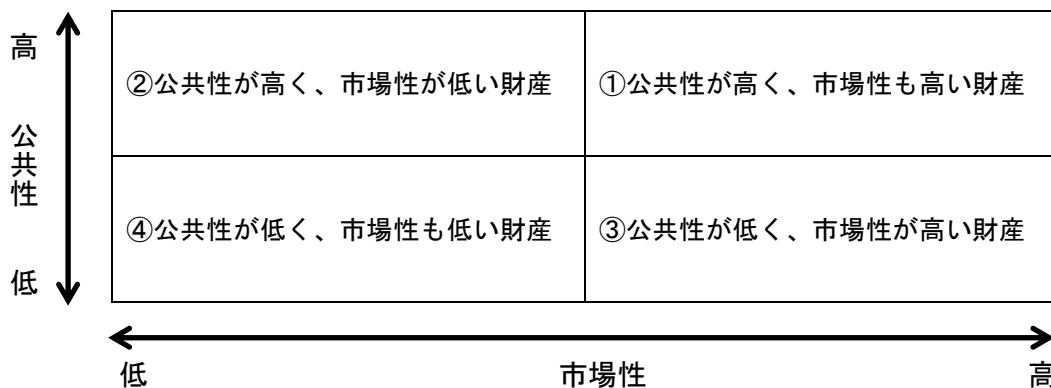 高
公共性
低
②公共性が高く、市場性が低い財産
①公共性が高く、市場性も高い財産
④公共性が低く、市場性も低い財産
③公共性が低く、市場性が高い財産
低
市場性
高